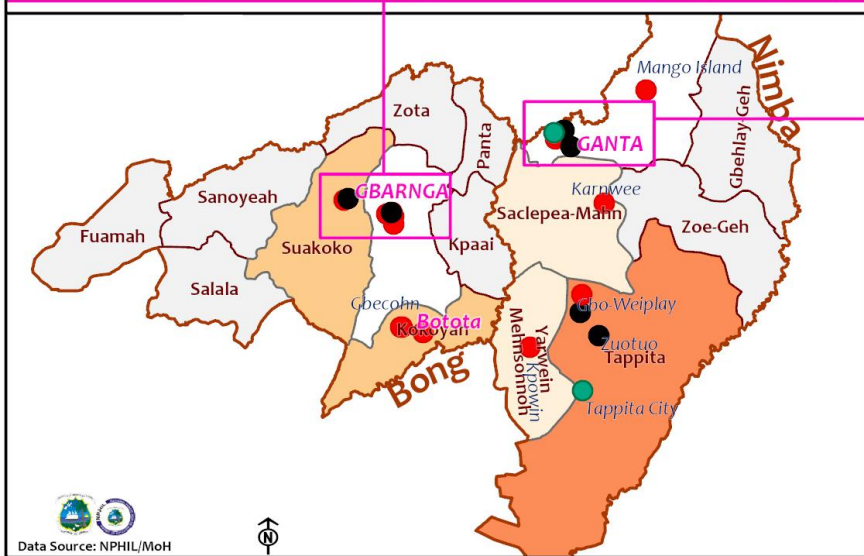 Mango Island
Nimba
Zota
Panta
GANTA
Gbehlay-Geh
GBARNGA
Sanoyeah
Karnwee
Saclepea-Mahn
Fuamah
Suakoko
Kpaai
Zoe-Geh
Salala
Gbecohn
Botota
Kokoyah
Gbo-Weiplay
Zuotuo
Tappita
Yarwein
Mehnsonnoh
Kpowin
Bong
Tappita City
N
Data Source: NPHIL/MoH